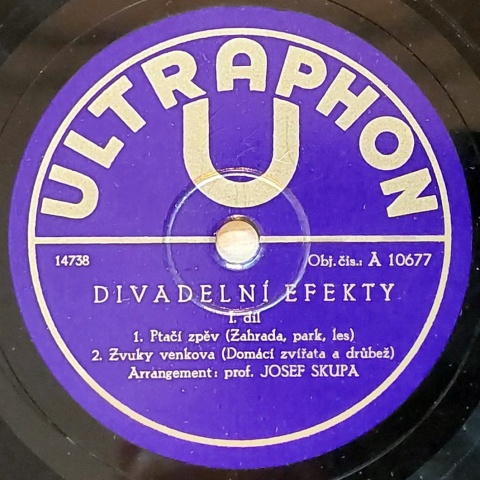 ULTRAPHON
U
14738 Obj. čís.: A 10677
DIVADELNÍ EFEKTY
I. díl
1. Ptačí zpěv (Zahrada, park, les)
2. Zvuky venkova (Domácí zvířata a drůbež)
Arrangement: prof. JOSEF SKUPA